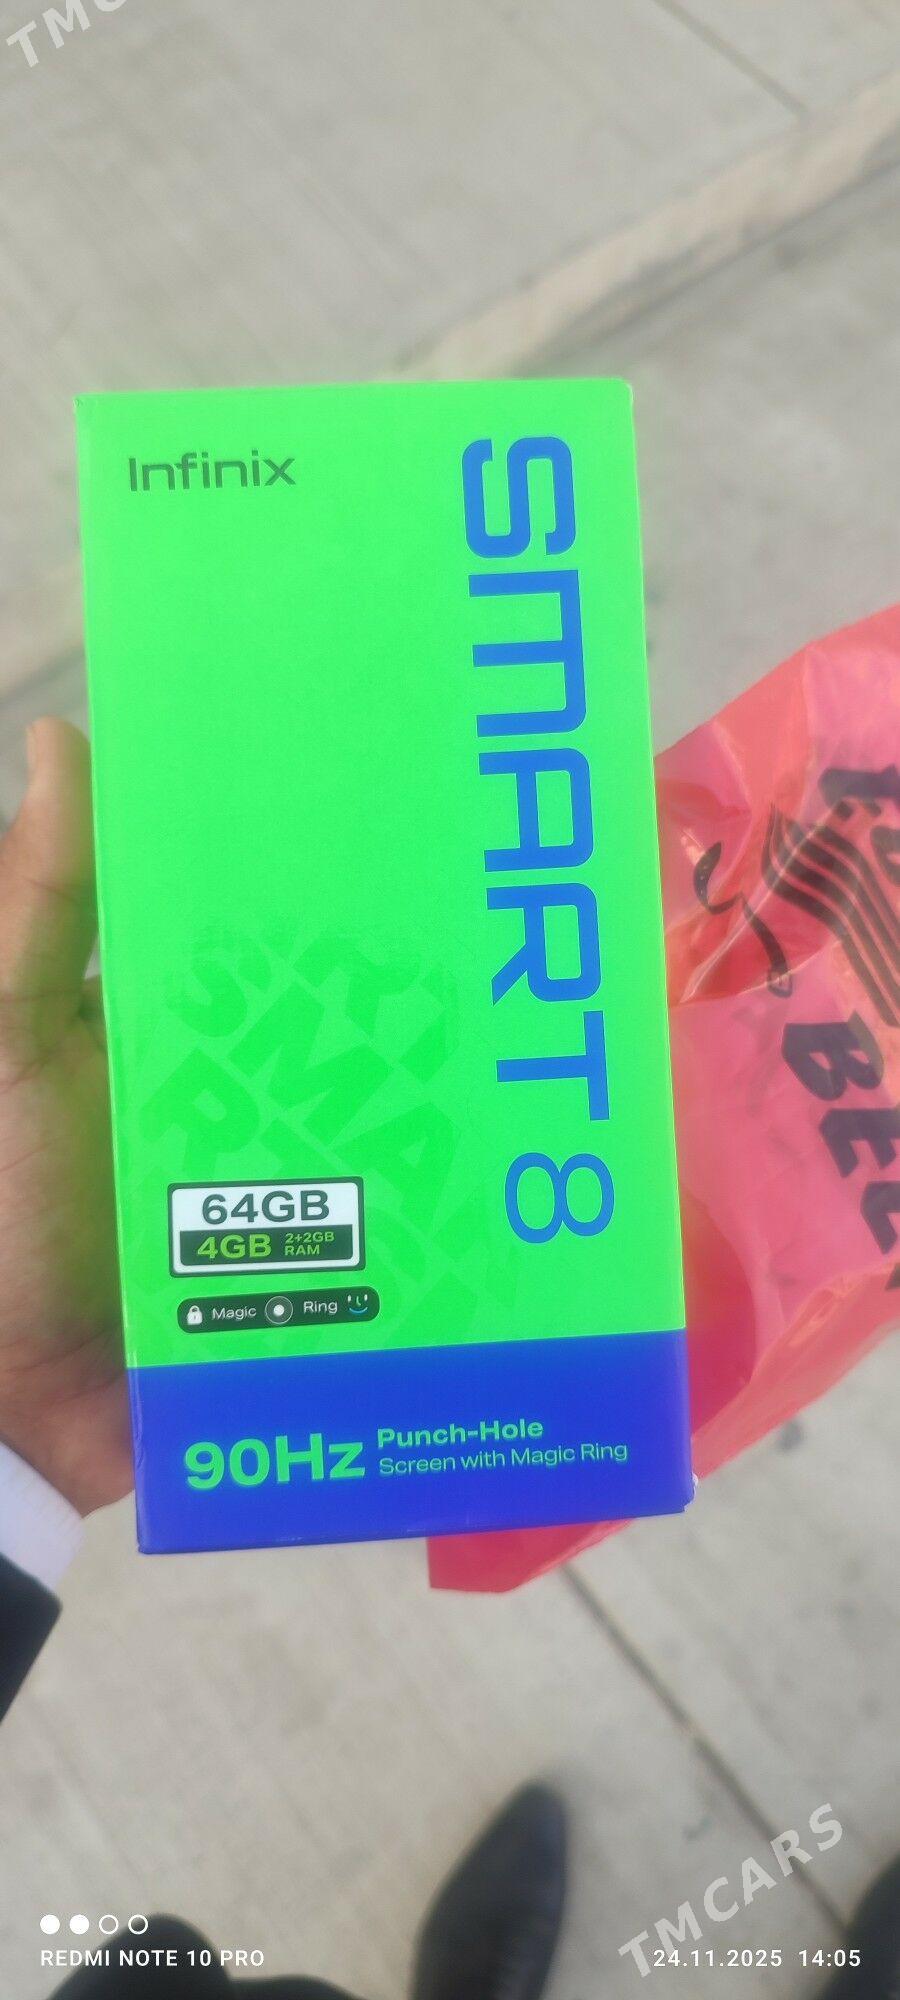 Infinix
SMART 8
64GB
4GB 2+2GB
RAM
Magic Ring
90Hz Punch-Hole
Screen with Magic Ring
REDMI NOTE 10 PRO
24.11.2025 14:05
TMCARS